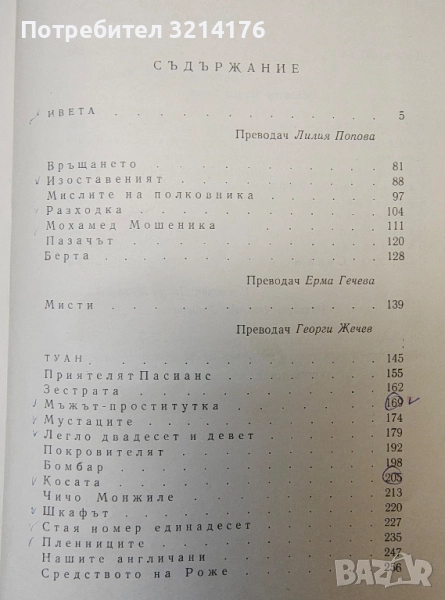 Потребител 3214176
СЪДЪРЖАНИЕ
ИВЕТА . . . . . . . . . . . 5
Преводач Лилия Попова
Връщането . . . . . . . . . 81
Изоставеният . . . . . . . . 88
Мислите на полковника . . . . . 97
Разходка . . . . . . . . . . 104
Мохамед Мошеника . . . . . . 111
Пазачът . . . . . . . . . . 120
Берта . . . . . . . . . . . 128
Преводач Ерма Гечева
Мисти . . . . . . . . . . . 139
Преводач Георги Жечев
ТУАН . . . . . . . . . . . 145
Приятелят Пасианс . . . . . . 155
Зестрата . . . . . . . . . . 162
Мъжът-проститутка . . . . . . 169
Мустаците . . . . . . . . . 174
Легло двадесет и девет . . . . . 179
Покровителят . . . . . . . . 192
Бомбар . . . . . . . . . . 198
Косата . . . . . . . . . . 205
Чичо Монжиле . . . . . . . . 213
Шкафът . . . . . . . . . . 220
Стая номер единадесет . . . . . 227
Пленниците . . . . . . . . . 235
Нашите англичани . . . . . . . 247
Средството на Роже . . . . . . 256
BAZAR